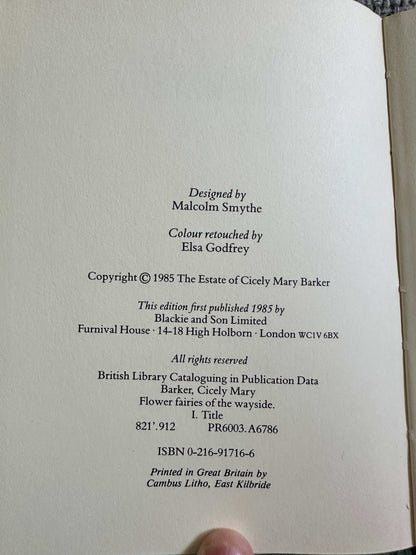 Designed by
Malcolm Smythe
Colour retouched by
Elsa Godfrey
Copyright © 1985 The Estate of Cicely Mary Barker
This edition first published 1985 by
Blackie and Son Limited
Furnival House · 14-18 High Holborn · London WC1V 6BX
All rights reserved
British Library Cataloguing in Publication Data
Barker, Cicely Mary
Flower fairies of the wayside.
I. Title
821'.912 PR6003.A6786
ISBN 0-216-91716-6
Printed in Great Britain by
Cambus Litho, East Kilbride